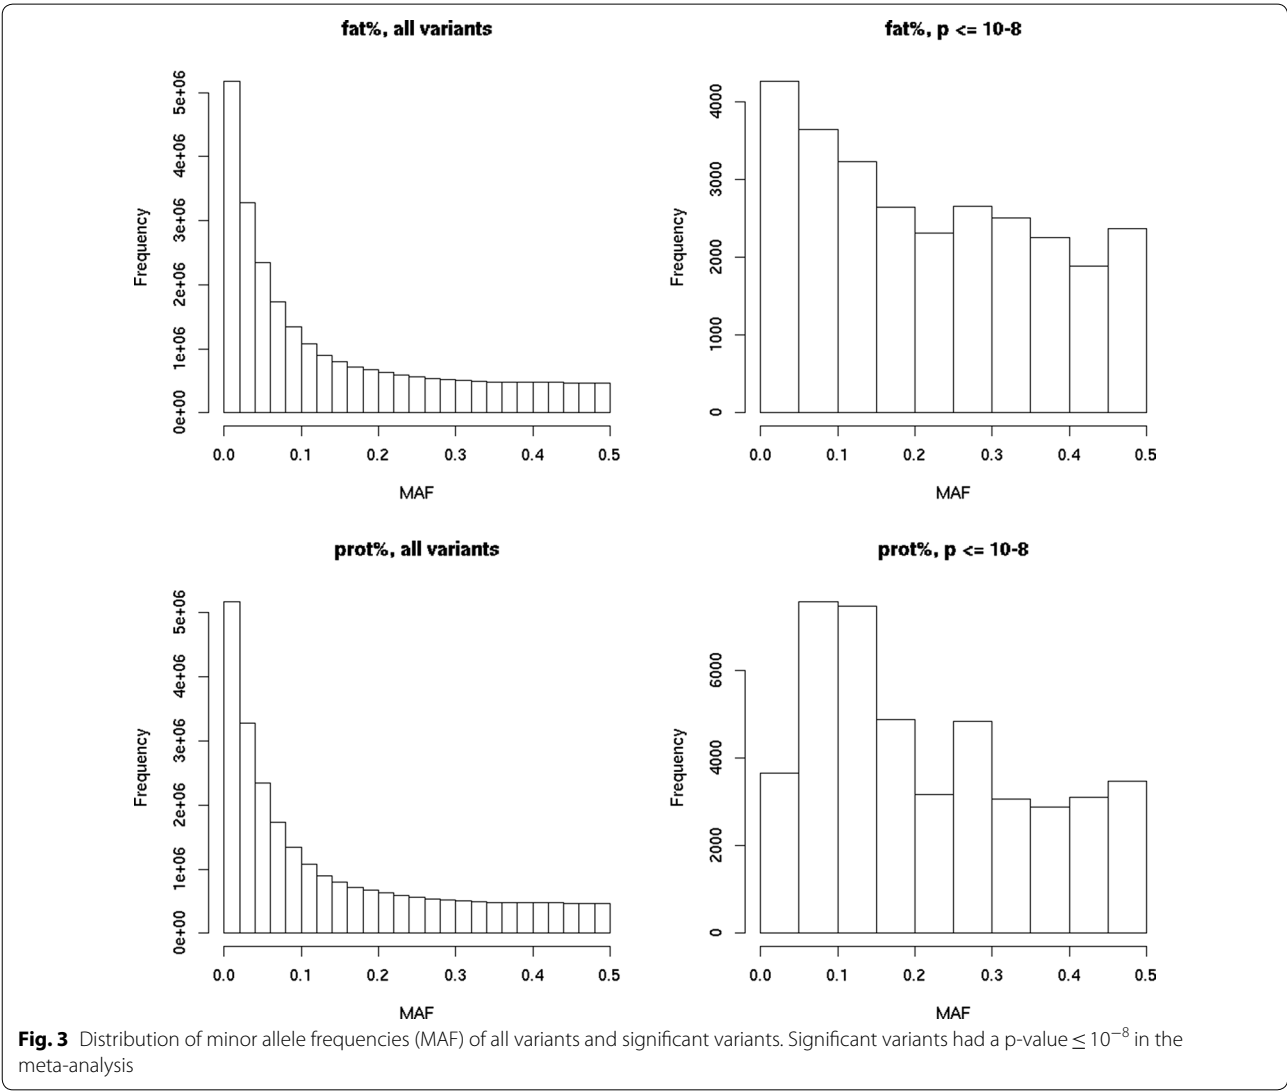 fat%, all variants
Frequency
0e+00 1e+06 2e+06 3e+06 4e+06 5e+06
0.0 0.1 0.2 0.3 0.4 0.5
MAF
fat%, p <= 10-8
Frequency
0 1000 2000 3000 4000
0.0 0.1 0.2 0.3 0.4 0.5
MAF
prot%, all variants
Frequency
0e+00 1e+06 2e+06 3e+06 4e+06 5e+06
0.0 0.1 0.2 0.3 0.4 0.5
MAF
prot%, p <= 10-8
Frequency
0 2000 4000 6000
0.0 0.1 0.2 0.3 0.4 0.5
MAF
Fig. 3 Distribution of minor allele frequencies (MAF) of all variants and significant variants. Significant variants had a p-value ≤ 10⁻⁸ in the
meta-analysis